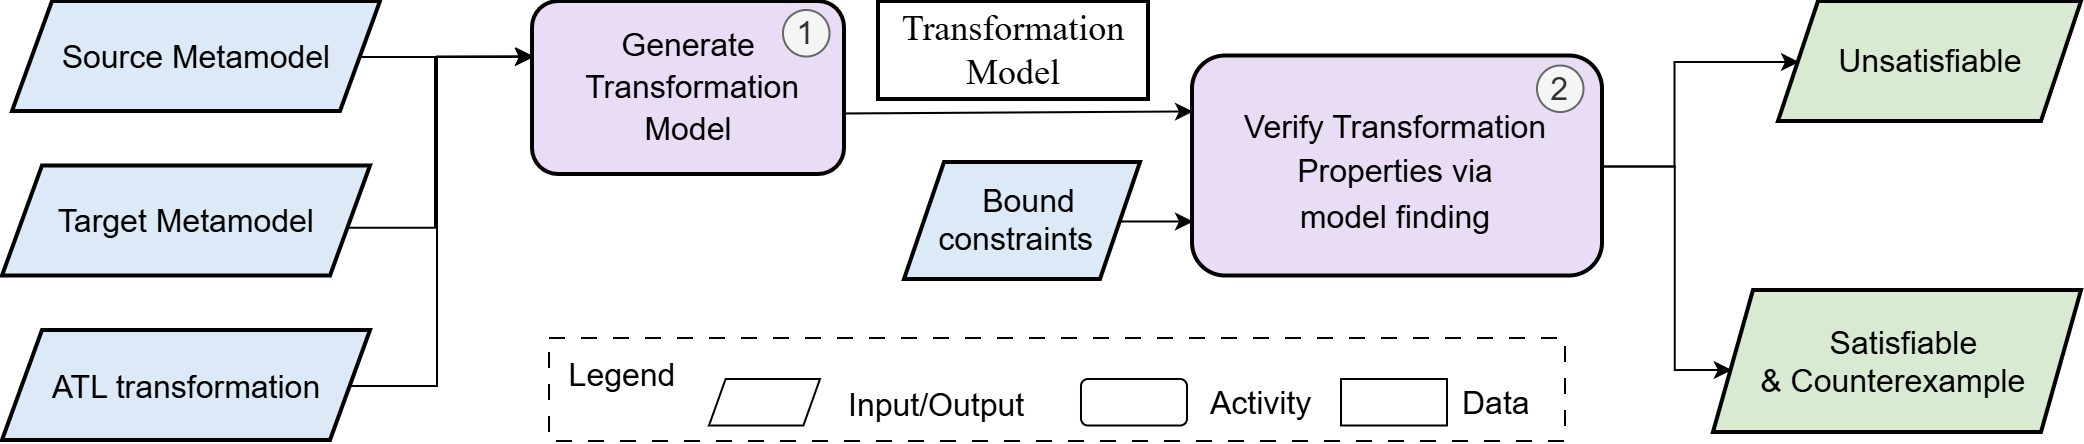 Source Metamodel
Target Metamodel
ATL transformation
1
Generate
Transformation
Model
Transformation
Model
Bound
constraints
2
Verify Transformation
Properties via
model finding
Unsatisfiable
Satisfiable
& Counterexample
Legend
Input/Output
Activity
Data